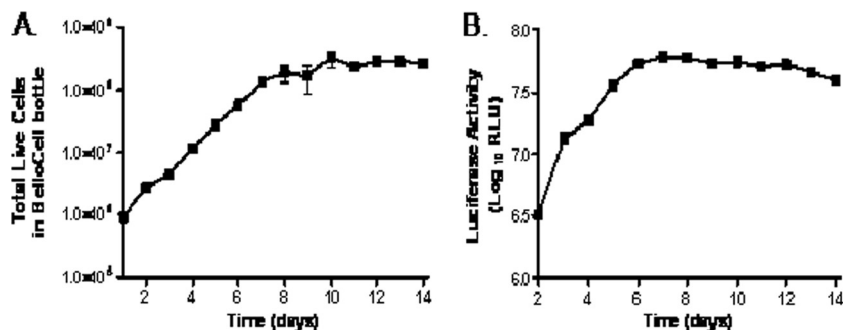 A.
Total Live Cells
in BelloCell bottle
1.0×10⁹
1.0×10⁸
1.0×10⁷
1.0×10⁶
1.0×10⁵
2 4 6 8 10 12 14
Time (days)
B.
Luciferase Activity
(Log ₁₀ RLU)
8.0
7.5
7.0
6.5
6.0
2 4 6 8 10 12 14
Time (days)